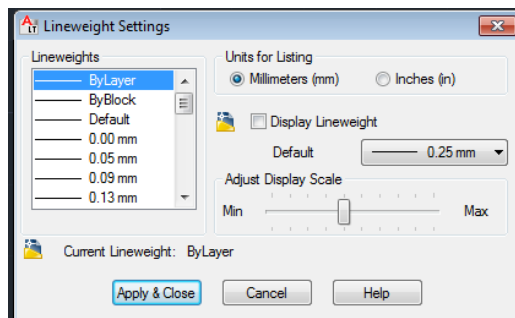 A LT Lineweight Settings
Lineweights
ByLayer
ByBlock
Default
0.00 mm
0.05 mm
0.09 mm
0.13 mm
Units for Listing
Millimeters (mm) Inches (in)
Display Lineweight
Default 0.25 mm
Adjust Display Scale
Min Max
Current Lineweight: ByLayer
Apply & Close Cancel Help